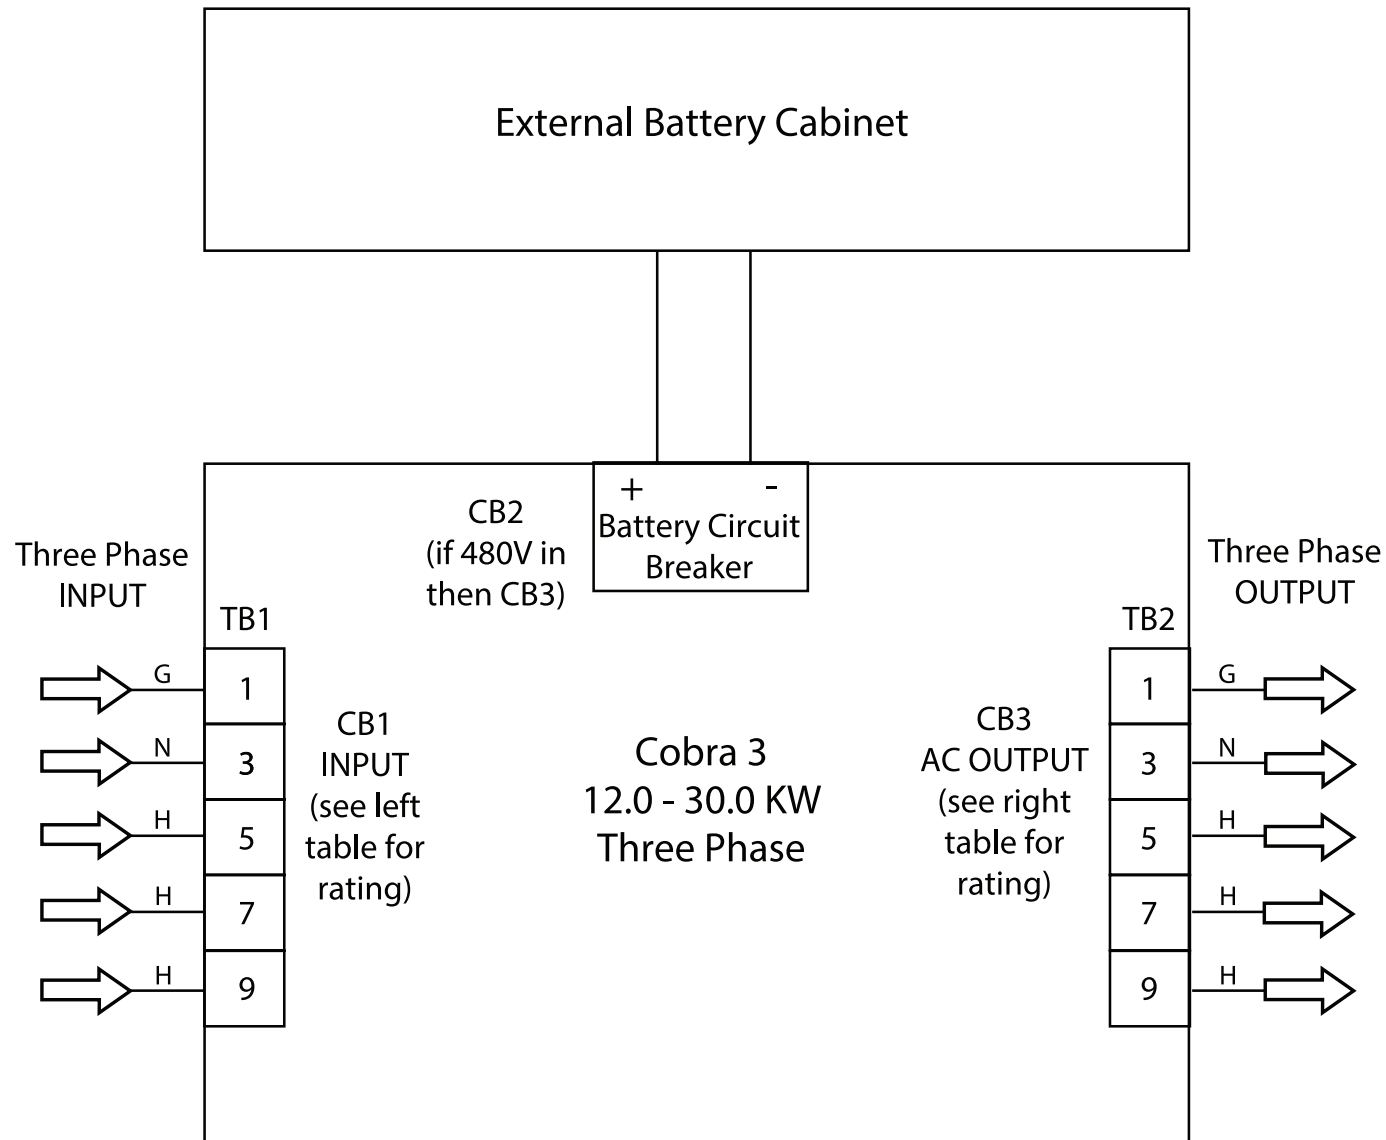 External Battery Cabinet
+ -
Battery Circuit
Breaker
CB2
(if 480V in
then CB3)
Three Phase
INPUT
TB1
G 1
N 3
H 5
H 7
H 9
CB1
INPUT
(see left
table for
rating)
Cobra 3
12.0 - 30.0 KW
Three Phase
CB3
AC OUTPUT
(see right
table for
rating)
Three Phase
OUTPUT
TB2
1 G
3 N
5 H
7 H
9 H